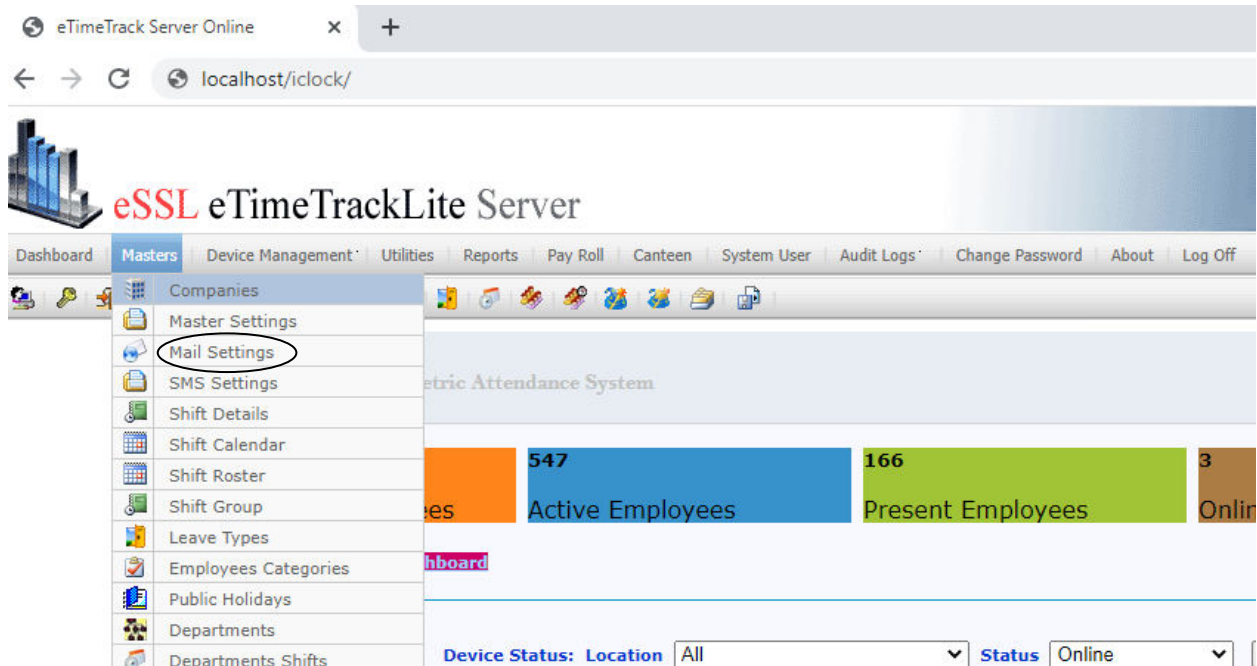 eTimeTrack Server Online
localhost/iclock/
eSSL eTimeTrackLite Server
Dashboard Masters Device Management Utilities Reports Pay Roll Canteen System User Audit Logs Change Password About Log Off
Companies
Master Settings
Mail Settings
SMS Settings
Shift Details
Shift Calendar
Shift Roster
Shift Group
Leave Types
Employees Categories
Public Holidays
Departments
Departments Shifts
etric Attendance System
ees
547
Active Employees
166
Present Employees
3
Onlin
hboard
Device Status: Location All Status Online